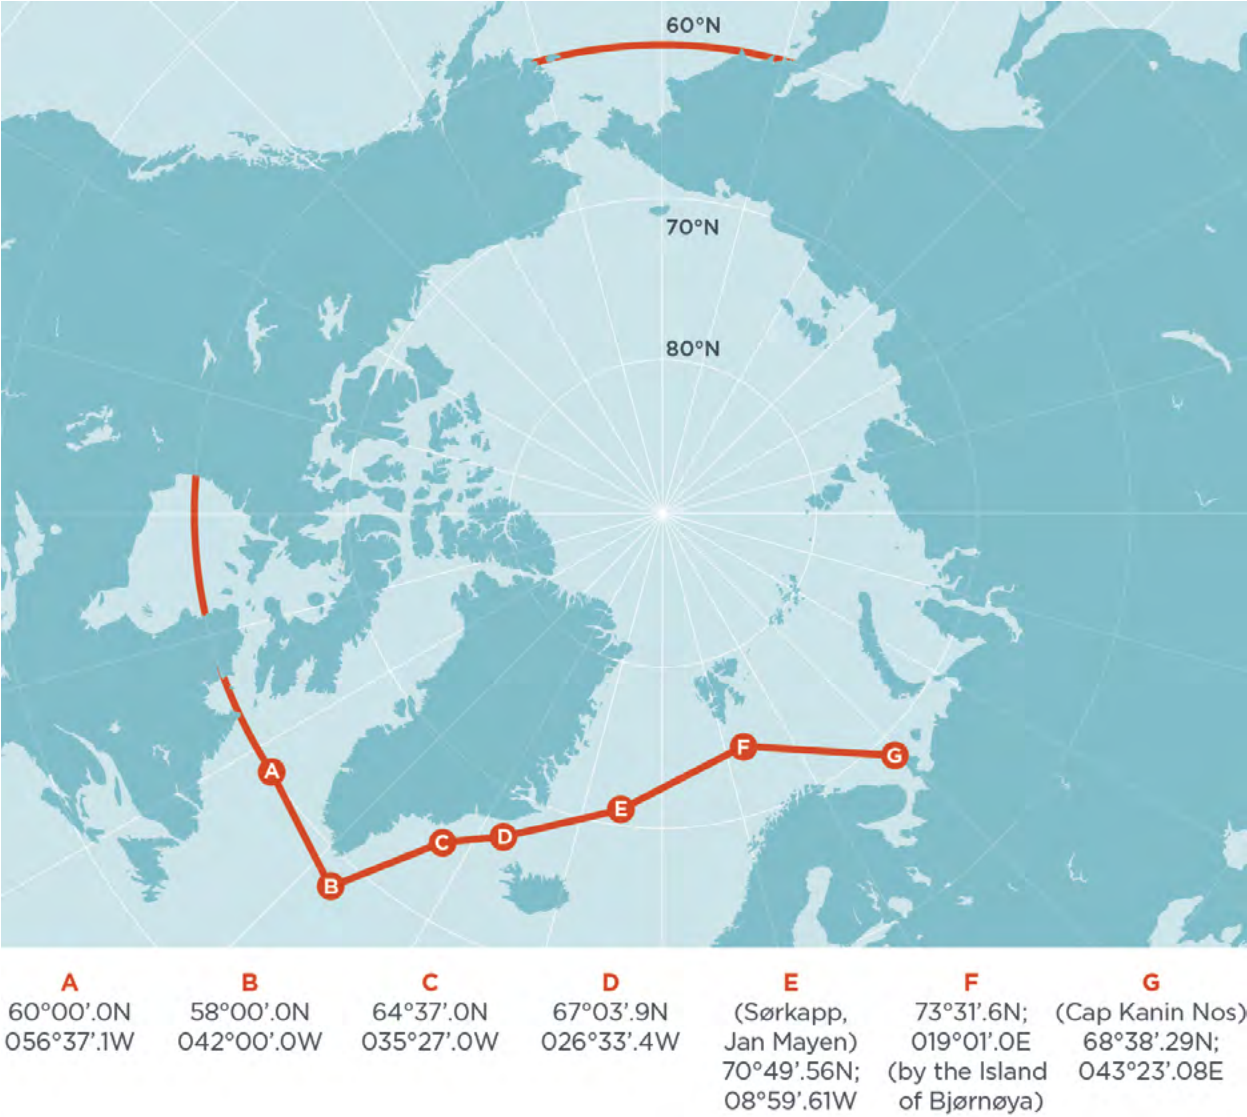 60°N
70°N
80°N
A
B
C
D
E
F
G
A
60°00’.0N
056°37’.1W
B
58°00’.0N
042°00’.0W
C
64°37’.0N
035°27’.0W
D
67°03’.9N
026°33’.4W
E
(Sørkapp,
Jan Mayen)
70°49’.56N;
08°59’.61W
F
73°31’.6N;
019°01’.0E
(by the Island
of Bjørnøya)
G
(Cap Kanin Nos)
68°38’.29N;
043°23’.08E